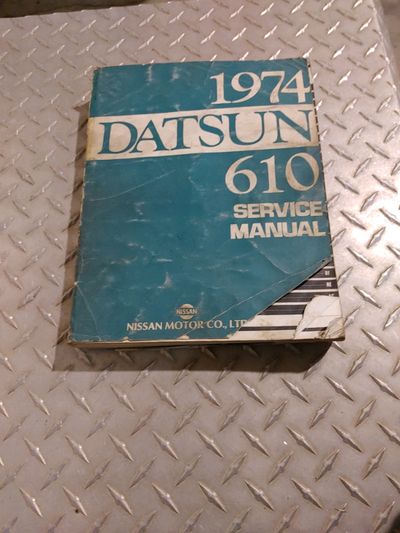 1974
DATSUN
610
SERVICE
MANUAL
NISSAN
NISSAN MOTOR CO., LTD